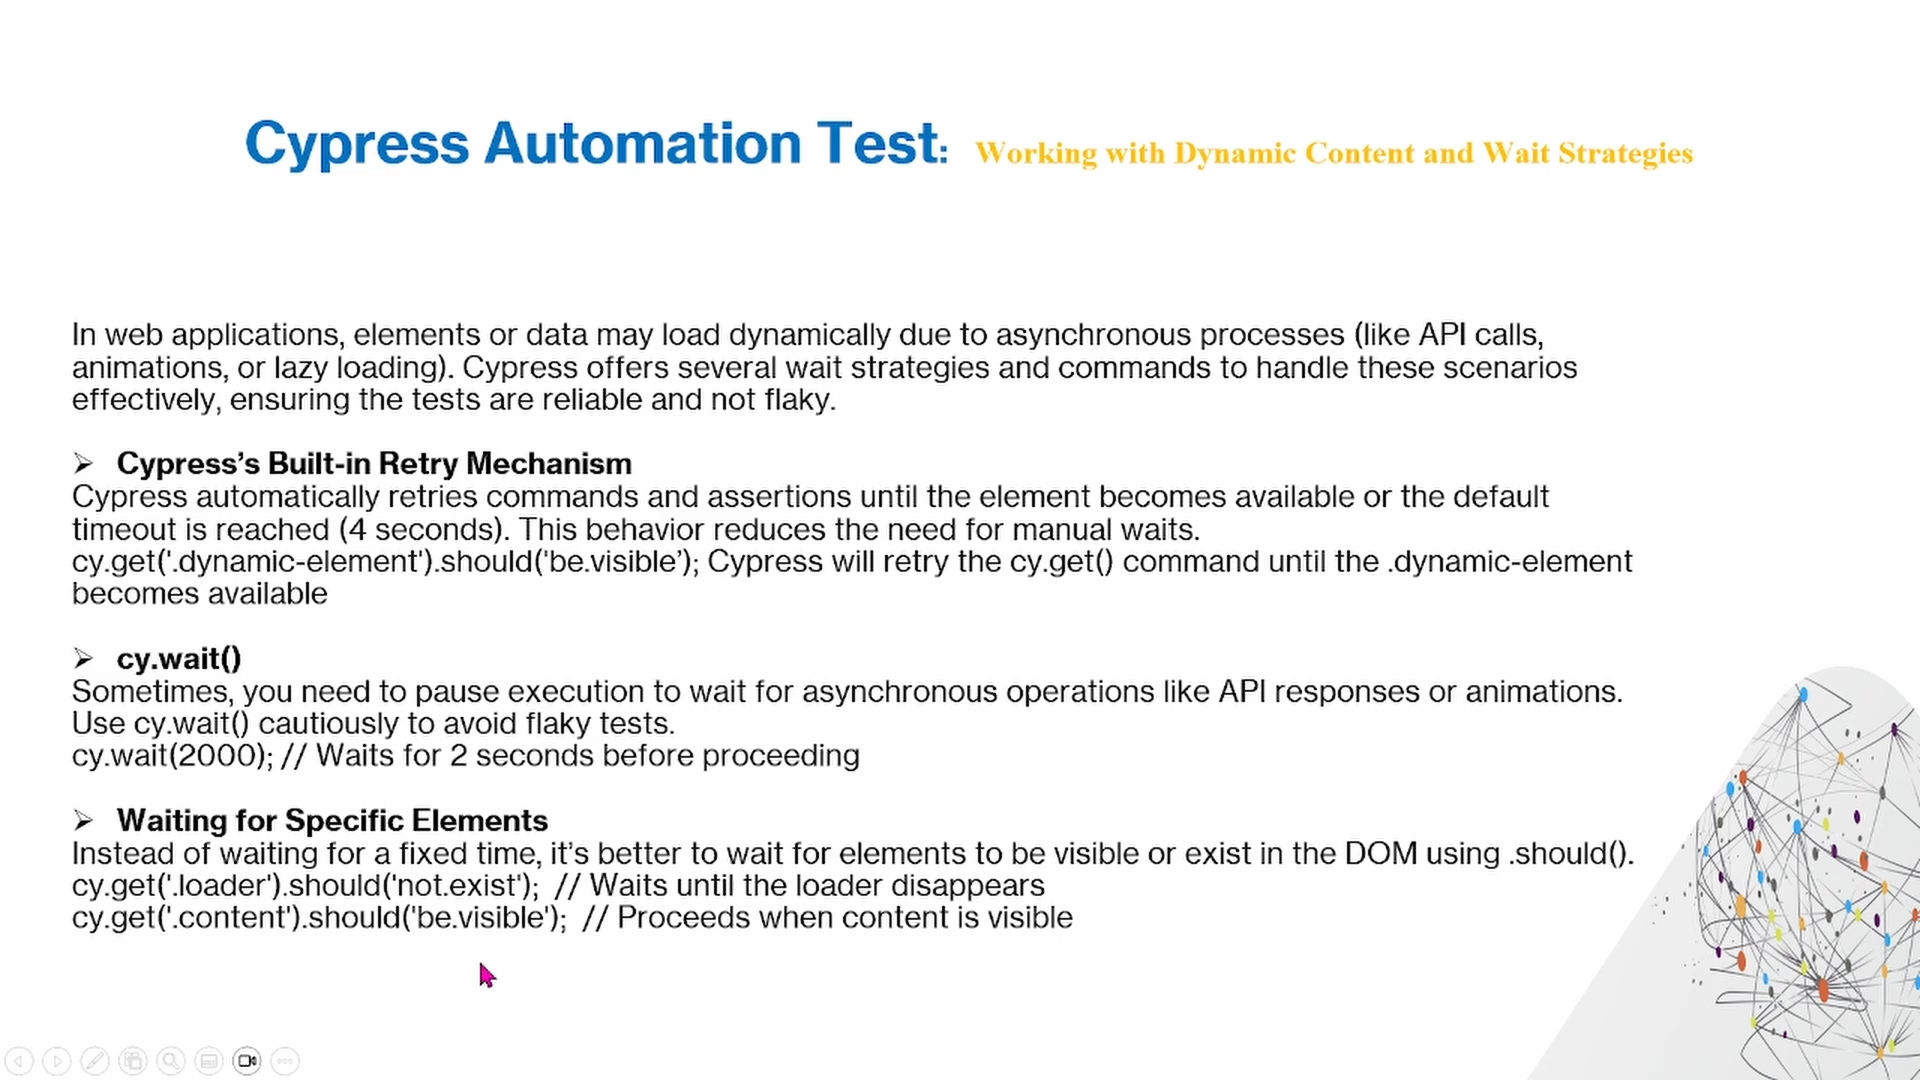 Cypress Automation Test: Working with Dynamic Content and Wait Strategies
In web applications, elements or data may load dynamically due to asynchronous processes (like API calls,
animations, or lazy loading). Cypress offers several wait strategies and commands to handle these scenarios
effectively, ensuring the tests are reliable and not flaky.
➢ Cypress’s Built-in Retry Mechanism
Cypress automatically retries commands and assertions until the element becomes available or the default
timeout is reached (4 seconds). This behavior reduces the need for manual waits.
cy.get('.dynamic-element').should('be.visible’); Cypress will retry the cy.get() command until the .dynamic-element
becomes available
➢ cy.wait()
Sometimes, you need to pause execution to wait for asynchronous operations like API responses or animations.
Use cy.wait() cautiously to avoid flaky tests.
cy.wait(2000); // Waits for 2 seconds before proceeding
➢ Waiting for Specific Elements
Instead of waiting for a fixed time, it’s better to wait for elements to be visible or exist in the DOM using .should().
cy.get('.loader').should('not.exist'); // Waits until the loader disappears
cy.get('.content').should('be.visible'); // Proceeds when content is visible